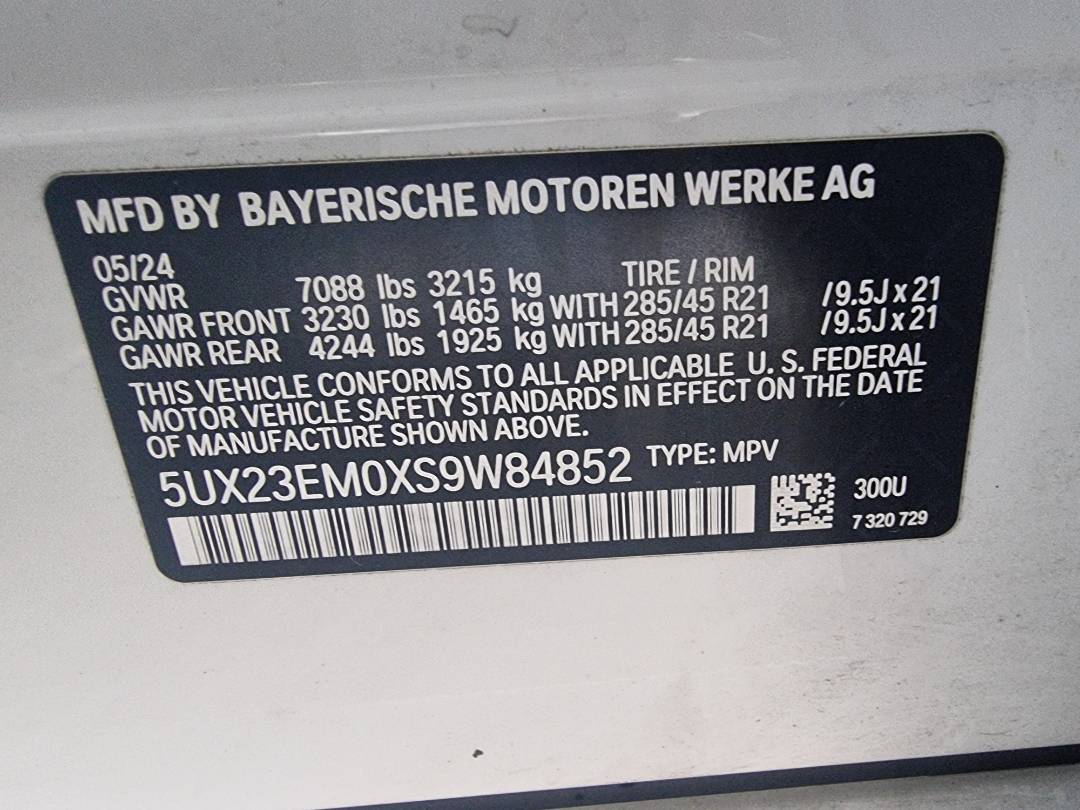 MFD BY BAYERISCHE MOTOREN WERKE AG
05/24 TIRE / RIM
GVWR 7088 lbs 3215 kg
GAWR FRONT 3230 lbs 1465 kg WITH 285/45 R21 /9.5J x 21
GAWR REAR 4244 lbs 1925 kg WITH 285/45 R21 /9.5J x 21
THIS VEHICLE CONFORMS TO ALL APPLICABLE U. S. FEDERAL
MOTOR VEHICLE SAFETY STANDARDS IN EFFECT ON THE DATE
OF MANUFACTURE SHOWN ABOVE.
5UX23EM0XS9W84852 TYPE: MPV
300U
7 320 729